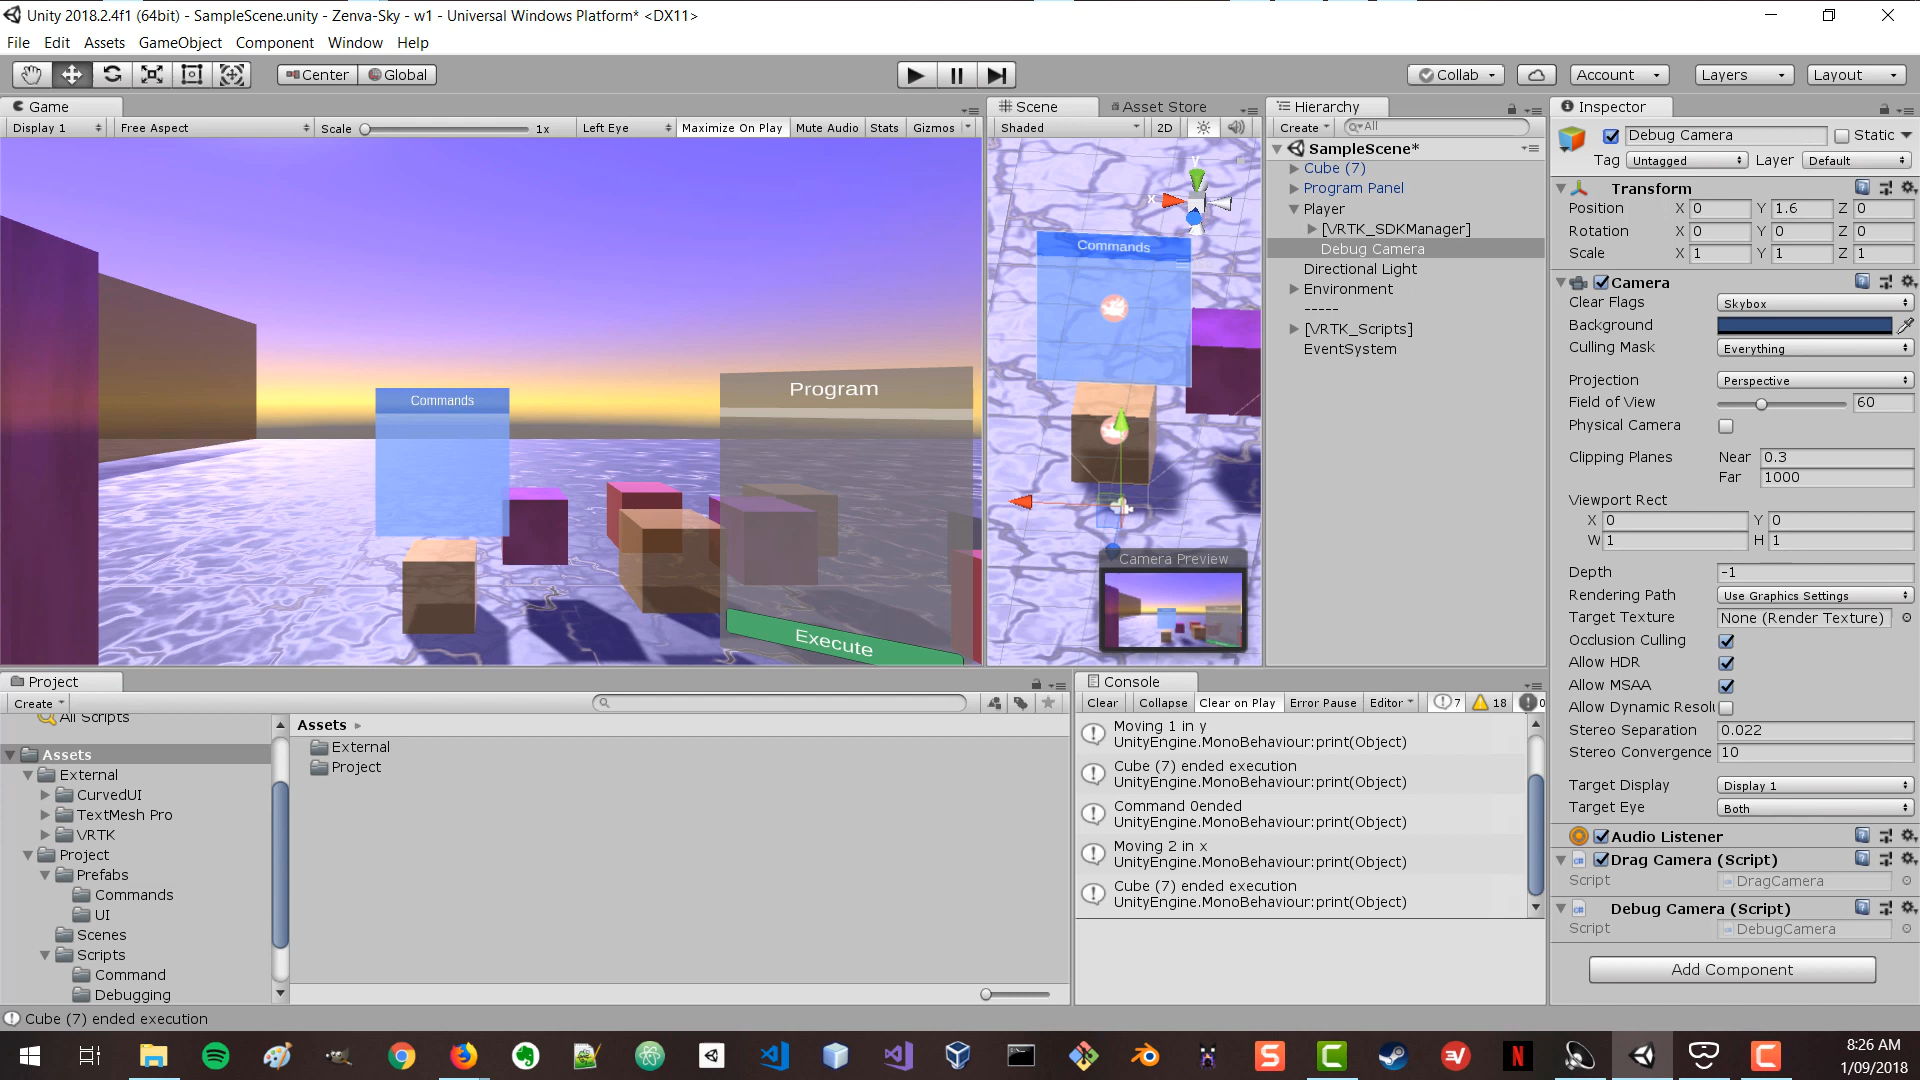 Unity 2018.2.4f1 (64bit) - SampleScene.unity - Zenva-Sky - w1 - Universal Windows Platform* <DX11>
File Edit Assets GameObject Component Window Help
Center Global Collab Account Layers Layout
Game
Display 1 Free Aspect Scale 1x Left Eye Maximize On Play Mute Audio Stats Gizmos
Commands
Program
Execute
Scene Asset Store
Shaded 2D
y
x
Commands
Camera Preview
Hierarchy
Create All
SampleScene*
Cube (7)
Program Panel
Player
[VRTK_SDKManager]
Debug Camera
Directional Light
Environment
-----
[VRTK_Scripts]
EventSystem
Inspector
Debug Camera Static
Tag Untagged Layer Default
Transform
Position X 0 Y 1.6 Z 0
Rotation X 0 Y 0 Z 0
Scale X 1 Y 1 Z 1
Camera
Clear Flags Skybox
Background
Culling Mask Everything
Projection Perspective
Field of View 60
Physical Camera
Clipping Planes Near 0.3
Far 1000
Viewport Rect
X 0 Y 0
W 1 H 1
Depth -1
Rendering Path Use Graphics Settings
Target Texture None (Render Texture)
Occlusion Culling
Allow HDR
Allow MSAA
Allow Dynamic Resolu
Stereo Separation 0.022
Stereo Convergence 10
Target Display Display 1
Target Eye Both
Audio Listener
Drag Camera (Script)
Script DragCamera
Debug Camera (Script)
Script DebugCamera
Add Component
Project
Create
All Scripts
Assets
External
CurvedUI
TextMesh Pro
VRTK
Project
Prefabs
Commands
UI
Scenes
Scripts
Command
Debugging
Assets
External
Project
Console
Clear Collapse Clear on Play Error Pause Editor 7 18 0
Moving 1 in y
UnityEngine.MonoBehaviour:print(Object)
Cube (7) ended execution
UnityEngine.MonoBehaviour:print(Object)
Command 0ended
UnityEngine.MonoBehaviour:print(Object)
Moving 2 in x
UnityEngine.MonoBehaviour:print(Object)
Cube (7) ended execution
UnityEngine.MonoBehaviour:print(Object)
Cube (7) ended execution
8:26 AM
1/09/2018